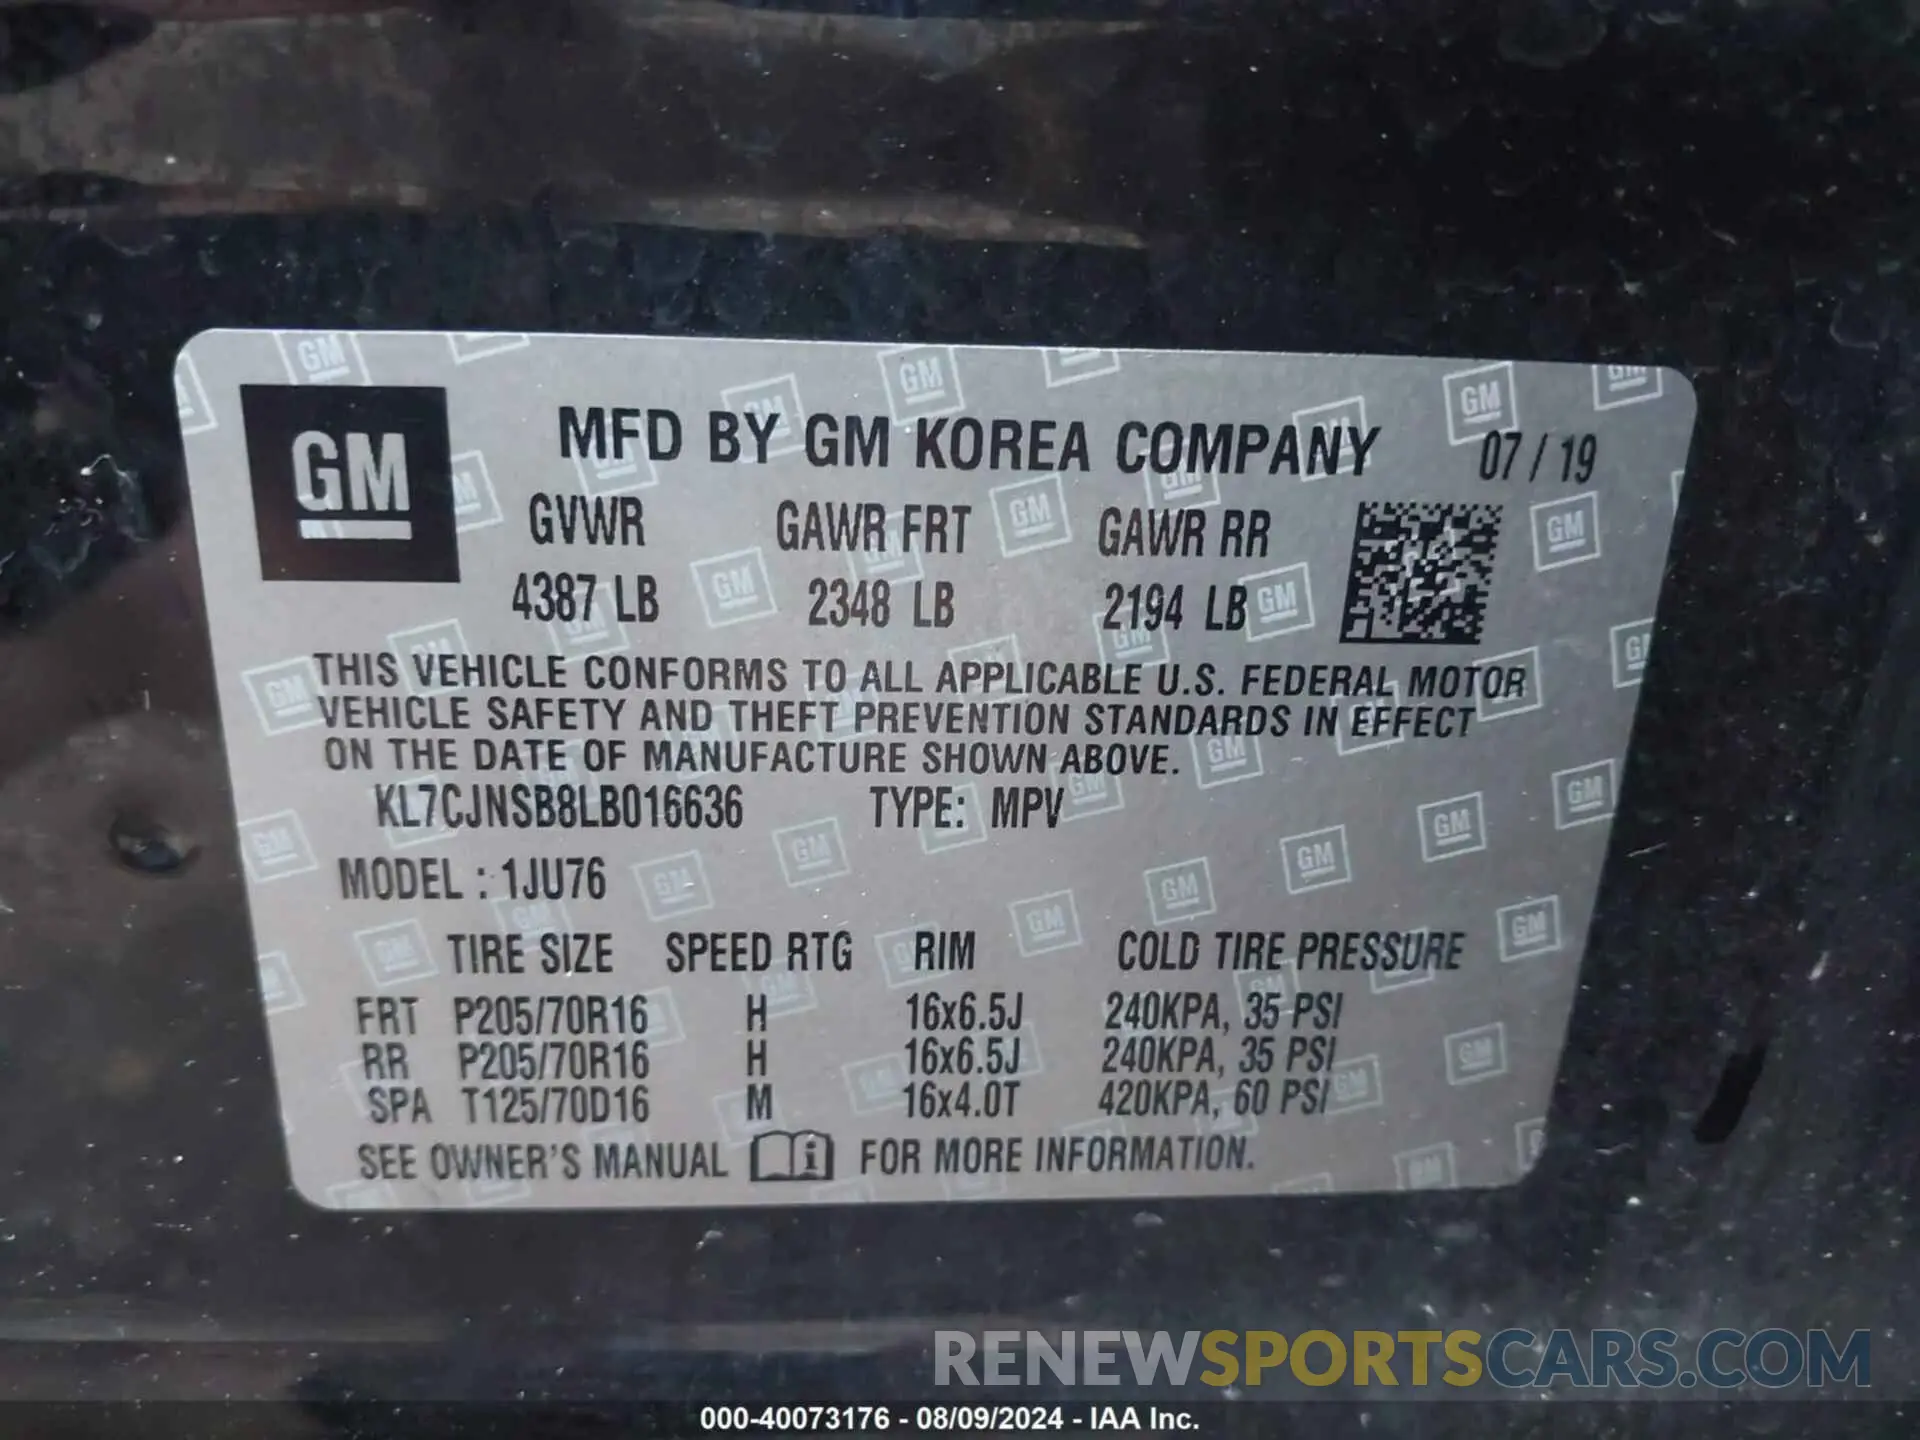 GM
MFD BY GM KOREA COMPANY 07 / 19
GVWR GAWR FRT GAWR RR
4387 LB 2348 LB 2194 LB
THIS VEHICLE CONFORMS TO ALL APPLICABLE U.S. FEDERAL MOTOR
VEHICLE SAFETY AND THEFT PREVENTION STANDARDS IN EFFECT
ON THE DATE OF MANUFACTURE SHOWN ABOVE.
KL7CJNSB8LB016636 TYPE: MPV
MODEL : 1JU76
TIRE SIZE SPEED RTG RIM COLD TIRE PRESSURE
FRT P205/70R16 H 16x6.5J 240KPA, 35 PSI
RR P205/70R16 H 16x6.5J 240KPA, 35 PSI
SPA T125/70D16 M 16x4.0T 420KPA, 60 PSI
SEE OWNER'S MANUAL i FOR MORE INFORMATION.
RENEWSPORTSCARS.COM
000-40073176 - 08/09/2024 - IAA Inc.